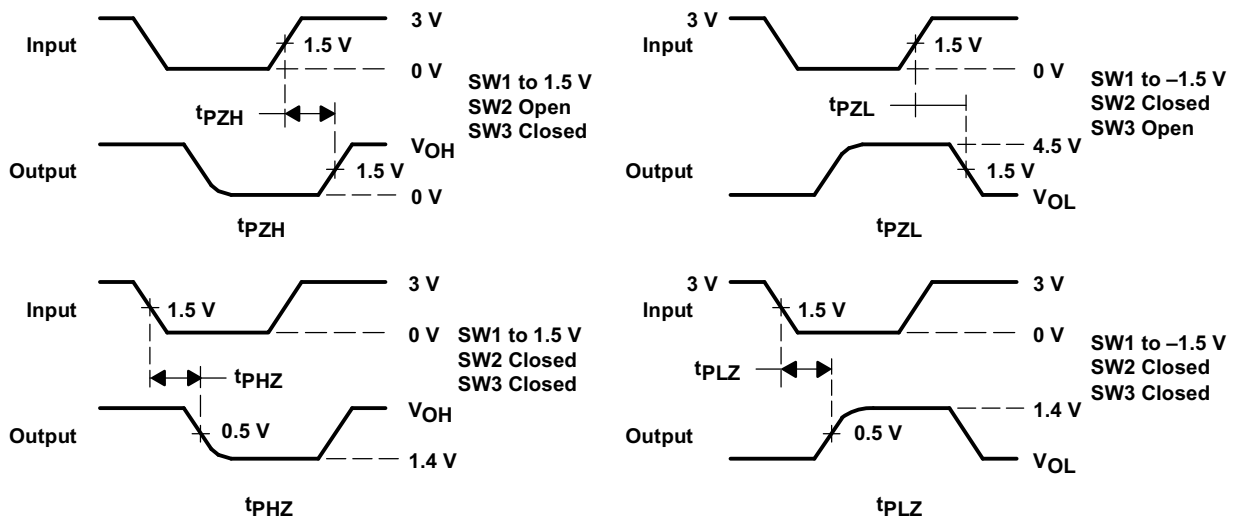 3 V
Input
1.5 V
0 V
SW1 to 1.5 V
SW2 Open
SW3 Closed
tPZH
VOH
Output
1.5 V
0 V
tPZH
3 V
3 V
Input
1.5 V
0 V
SW1 to –1.5 V
SW2 Closed
SW3 Open
tPZL
4.5 V
Output
1.5 V
VOL
tPZL
3 V
Input
1.5 V
0 V
SW1 to 1.5 V
SW2 Closed
SW3 Closed
tPHZ
VOH
Output
0.5 V
1.4 V
tPHZ
3 V
3 V
Input
1.5 V
0 V
SW1 to –1.5 V
SW2 Closed
SW3 Closed
tPLZ
1.4 V
Output
0.5 V
VOL
tPLZ